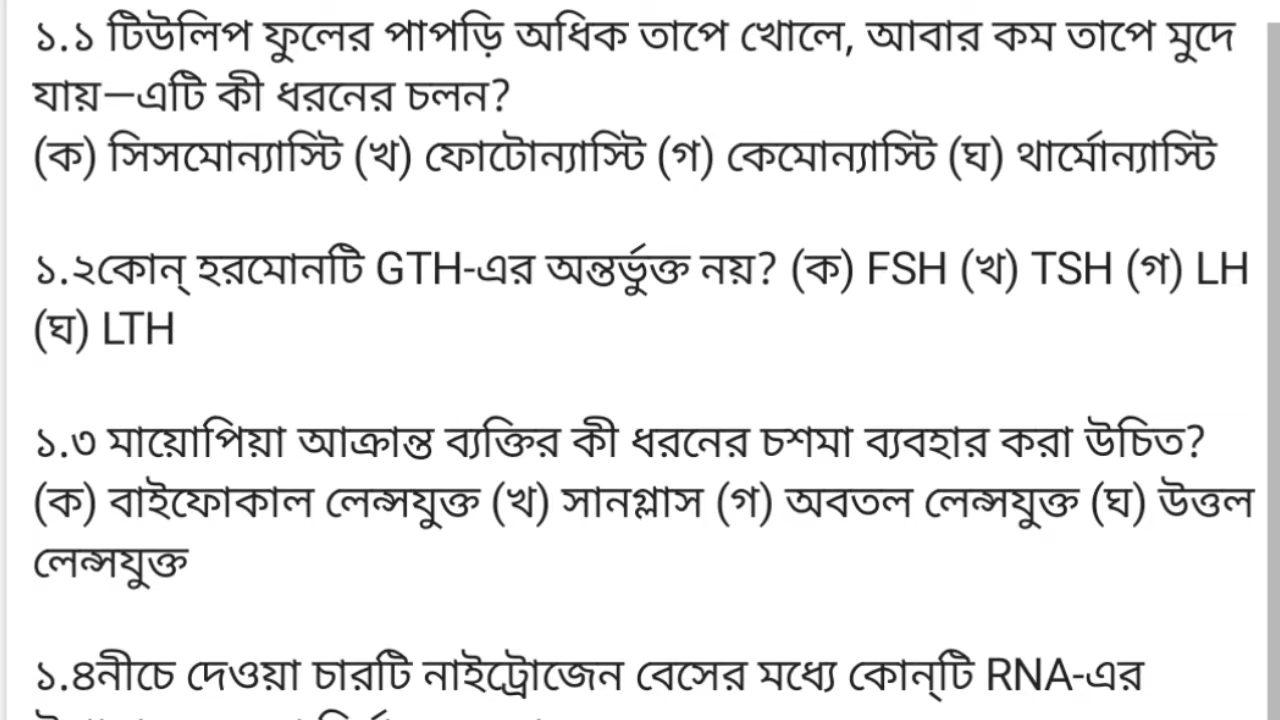 ১.১ টিউলিপ ফুলের পাপড়ি অধিক তাপে খোলে, আবার কম তাপে মুদে
যায়—এটি কী ধরনের চলন?
(ক) সিসমোন্যাস্টি (খ) ফোটোন্যাস্টি (গ) কেমোন্যাস্টি (ঘ) থার্মোন্যাস্টি
১.২কোন্ হরমোনটি GTH-এর অন্তর্ভুক্ত নয়? (ক) FSH (খ) TSH (গ) LH
(ঘ) LTH
১.৩ মায়োপিয়া আক্রান্ত ব্যক্তির কী ধরনের চশমা ব্যবহার করা উচিত?
(ক) বাইফোকাল লেন্সযুক্ত (খ) সানগ্লাস (গ) অবতল লেন্সযুক্ত (ঘ) উত্তল
লেন্সযুক্ত
১.৪নীচে দেওয়া চারটি নাইট্রোজেন বেসের মধ্যে কোন্‌টি RNA-এর